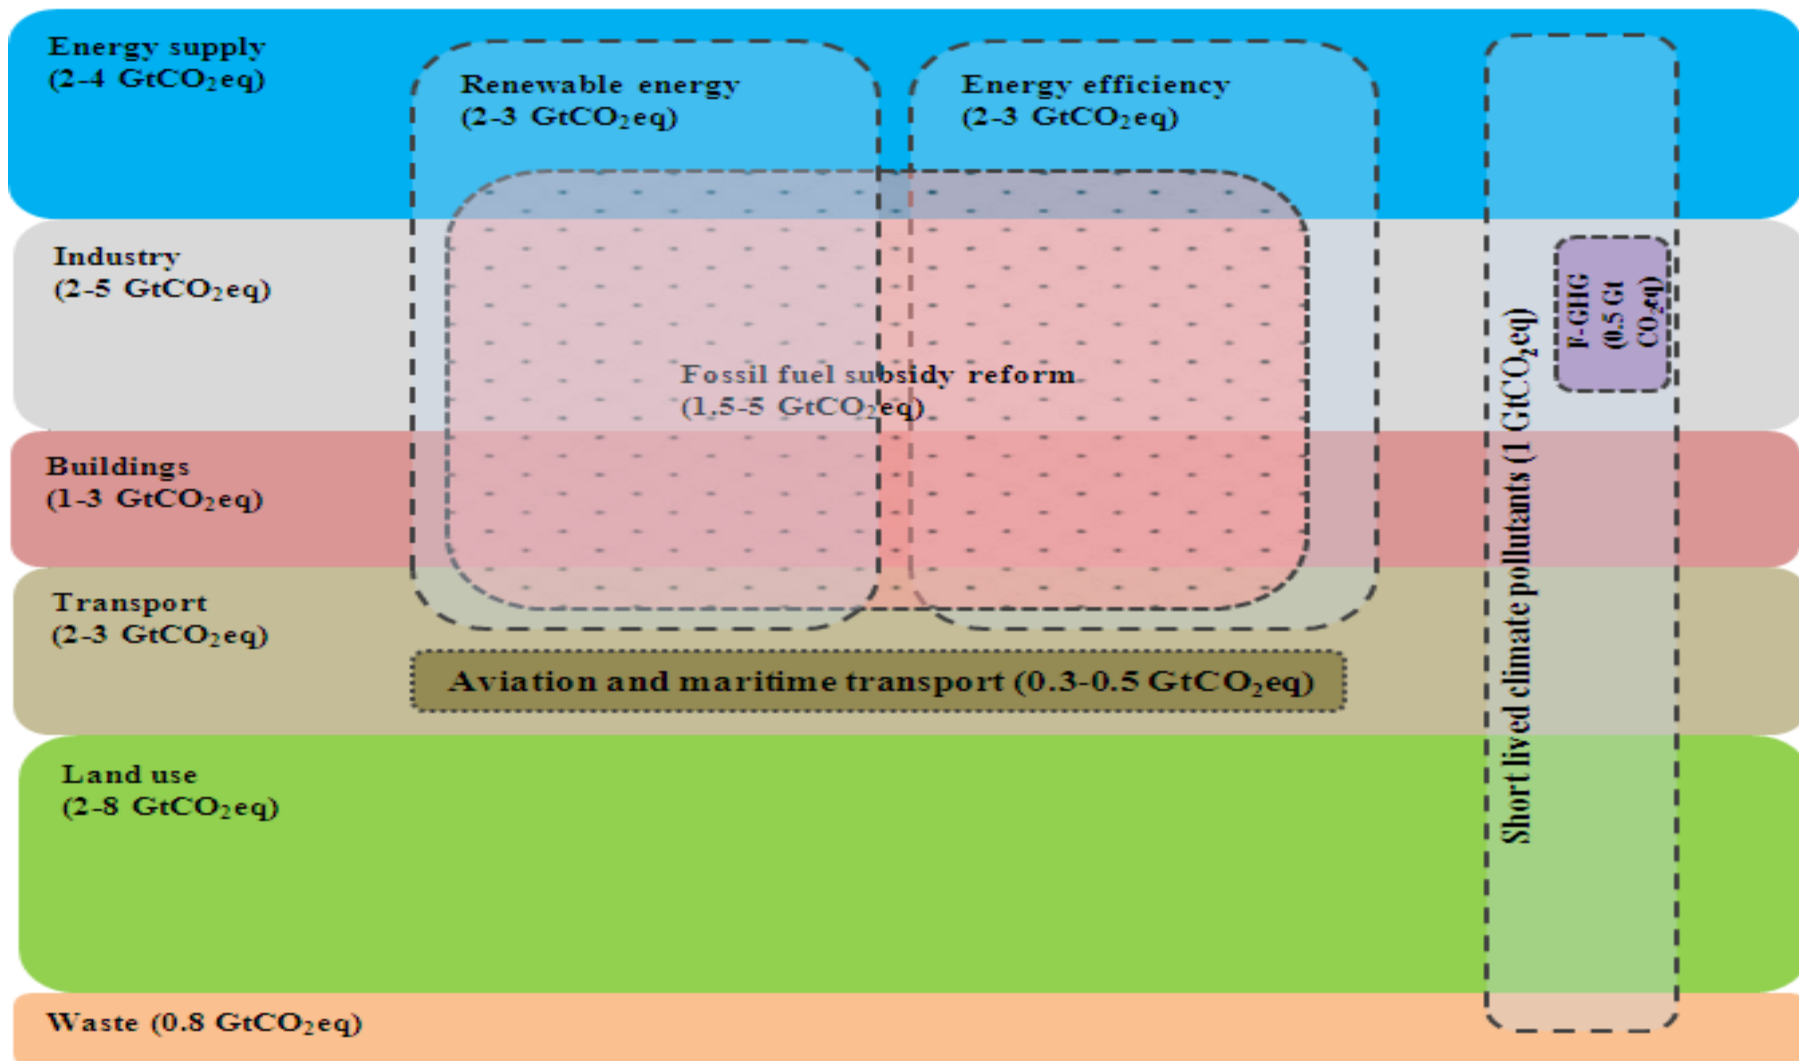 Energy supply
(2-4 GtCO₂eq)
Renewable energy
(2-3 GtCO₂eq)
Energy efficiency
(2-3 GtCO₂eq)
Industry
(2-5 GtCO₂eq)
F-GHG
(0.5 Gt
CO₂eq)
Fossil fuel subsidy reform
(1.5-5 GtCO₂eq)
Short lived climate pollutants (1 GtCO₂eq)
Buildings
(1-3 GtCO₂eq)
Transport
(2-3 GtCO₂eq)
Aviation and maritime transport (0.3-0.5 GtCO₂eq)
Land use
(2-8 GtCO₂eq)
Waste (0.8 GtCO₂eq)